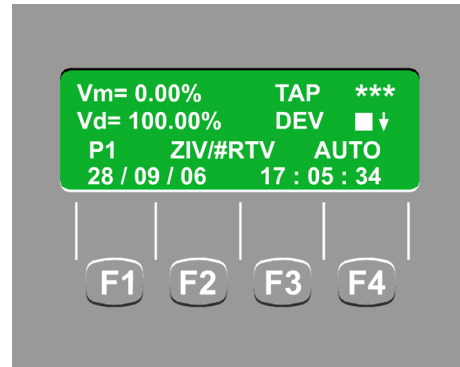 Vm= 0.00% TAP ***
Vd= 100.00% DEV ■↓
P1 ZIV/#RTV AUTO
28 / 09 / 06 17 : 05 : 34
F1 F2 F3 F4